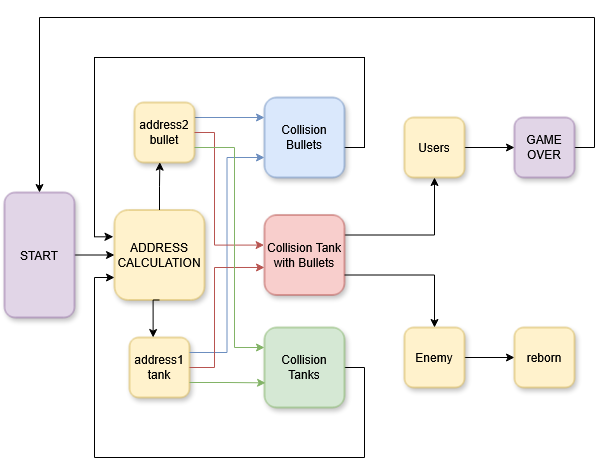 START
ADDRESS
CALCULATION
address2
bullet
address1
tank
Collision
Bullets
Collision Tank
with Bullets
Collision
Tanks
Users
GAME
OVER
Enemy
reborn